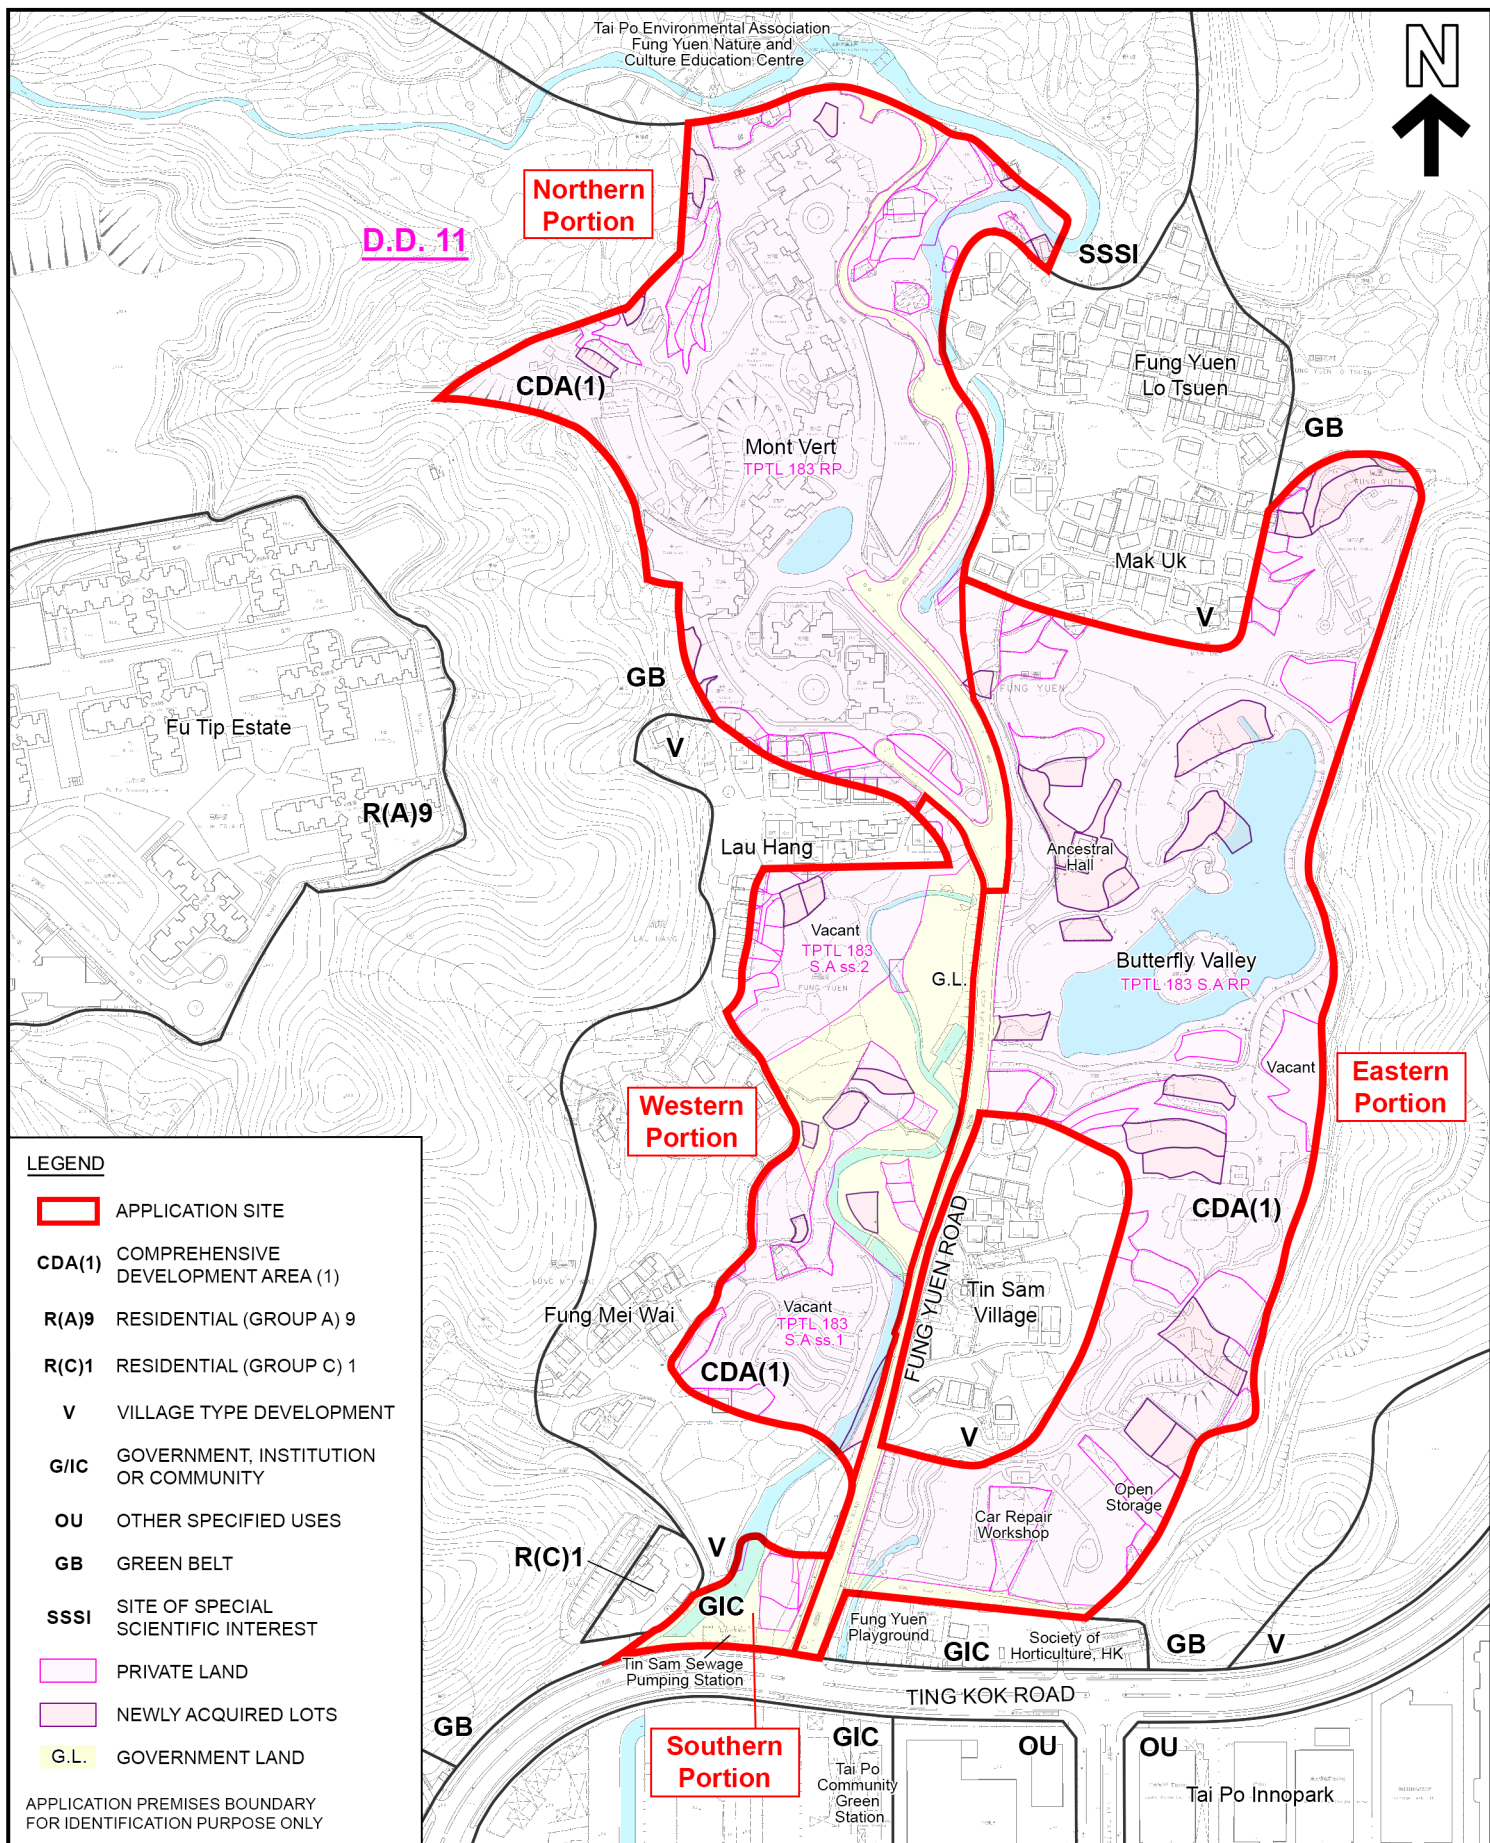 Tai Po Environmental Association
Fung Yuen Nature and
Culture Education Centre
N
Northern
Portion
D.D. 11
SSSI
Fung Yuen
Lo Tsuen
CDA(1)
GB
Mont Vert
TPTL 183 RP
FUNG YUEN
Mak Uk
V
GB
FUNG YUEN
V
Fu Tip Estate
R(A)9
Lau Hang
Ancestral
Hall
Vacant
TPTL 183
S.A ss.2
FUNG YUEN
G.L.
Butterfly Valley
TPTL 183 S.A RP
Vacant
Eastern
Portion
Western
Portion
CDA(1)
FUNG YUEN ROAD
Tin Sam
Village
Fung Mei Wai
Vacant
TPTL 183
S.A ss.1
CDA(1)
V
Open
Storage
Car Repair
Workshop
R(C)1
V
GIC
Fung Yuen
Playground
GIC
Society of
Horticulture, HK
GB
V
Tin Sam Sewage
Pumping Station
TING KOK ROAD
GB
Southern
Portion
GIC
Tai Po
Community
Green
Station
OU
OU
Tai Po Innopark
LEGEND
APPLICATION SITE
CDA(1) COMPREHENSIVE
DEVELOPMENT AREA (1)
R(A)9 RESIDENTIAL (GROUP A) 9
R(C)1 RESIDENTIAL (GROUP C) 1
V VILLAGE TYPE DEVELOPMENT
G/IC GOVERNMENT, INSTITUTION
OR COMMUNITY
OU OTHER SPECIFIED USES
GB GREEN BELT
SSSI SITE OF SPECIAL
SCIENTIFIC INTEREST
PRIVATE LAND
NEWLY ACQUIRED LOTS
G.L. GOVERNMENT LAND
APPLICATION PREMISES BOUNDARY
FOR IDENTIFICATION PURPOSE ONLY